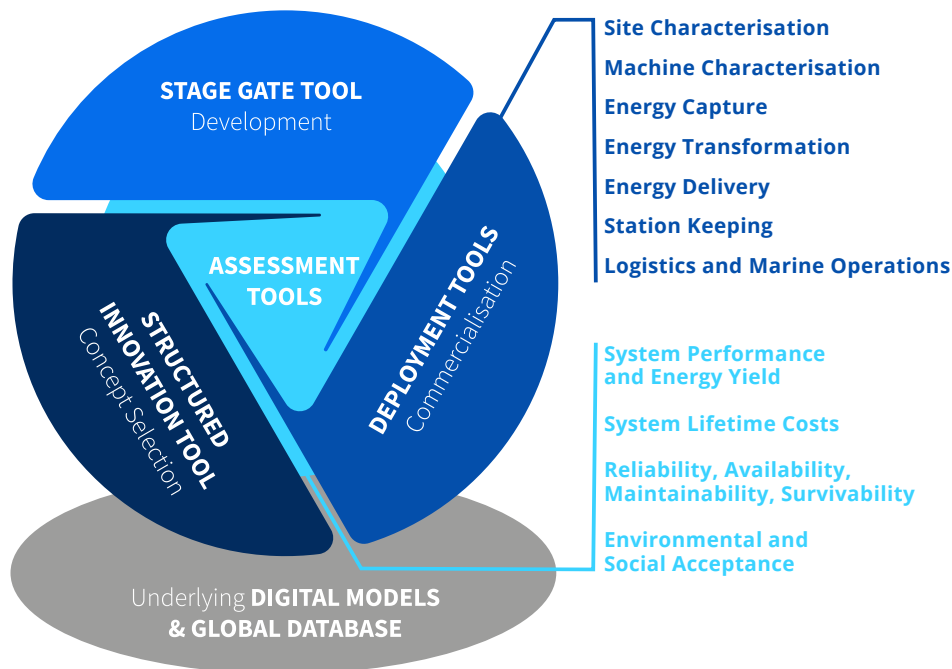 STAGE GATE TOOL
Development
ASSESSMENT
TOOLS
STRUCTURED
INNOVATION TOOL
Concept Selection
DEPLOYMENT TOOLS
Commercialisation
Underlying DIGITAL MODELS
& GLOBAL DATABASE
Site Characterisation
Machine Characterisation
Energy Capture
Energy Transformation
Energy Delivery
Station Keeping
Logistics and Marine Operations
System Performance
and Energy Yield
System Lifetime Costs
Reliability, Availability,
Maintainability, Survivability
Environmental and
Social Acceptance